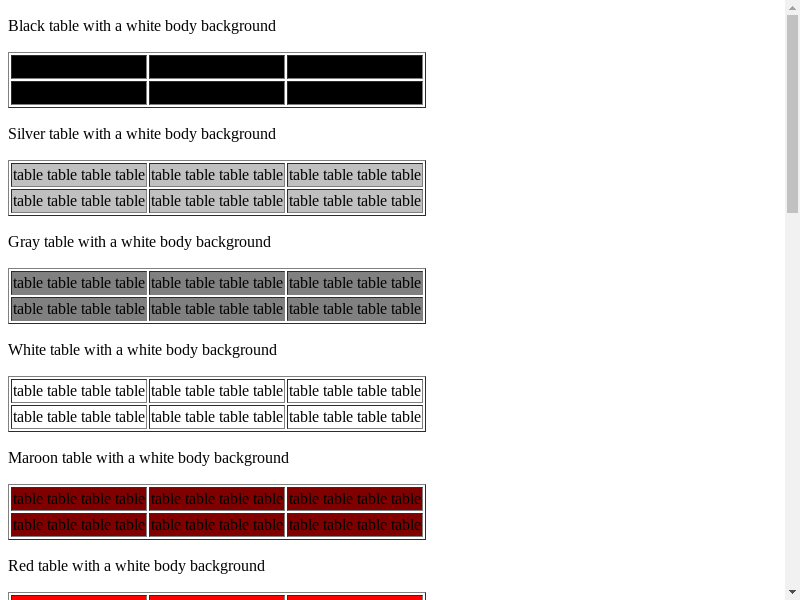 Black table with a white body background
Silver table with a white body background
table table table table table table table table table table table table
table table table table table table table table table table table table
Gray table with a white body background
table table table table table table table table table table table table
table table table table table table table table table table table table
White table with a white body background
table table table table table table table table table table table table
table table table table table table table table table table table table
Maroon table with a white body background
table table table table table table table table table table table table
table table table table table table table table table table table table
Red table with a white body background